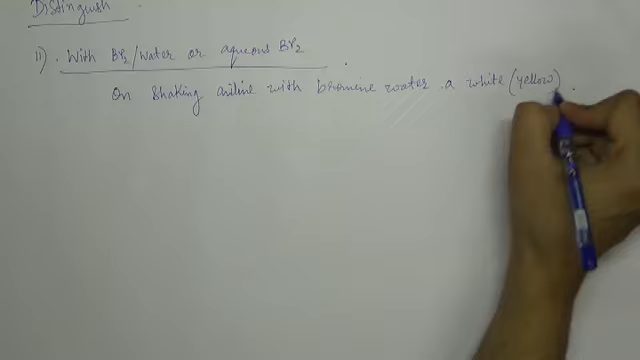 Distinguish
ii). With Br2/water or aqueous Br2.
On shaking aniline with bromine water. a white (yellow)